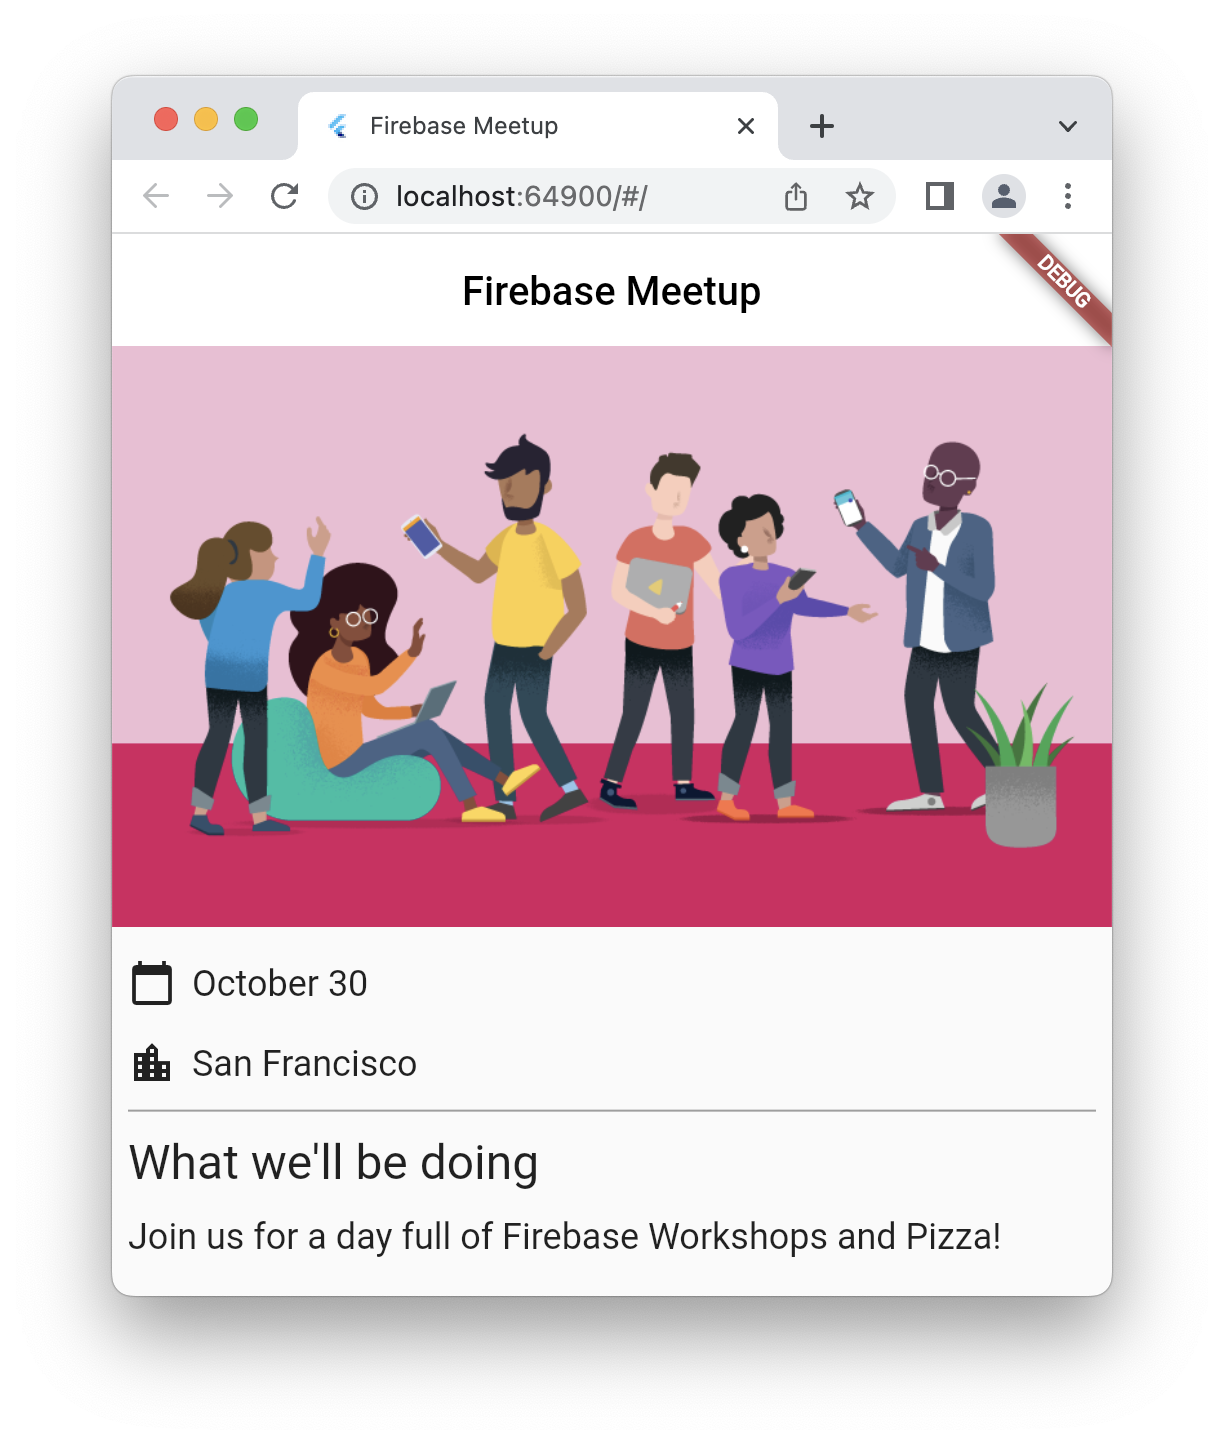 Firebase Meetup
localhost:64900/#/
Firebase Meetup
DEBUG
October 30
San Francisco
What we'll be doing
Join us for a day full of Firebase Workshops and Pizza!